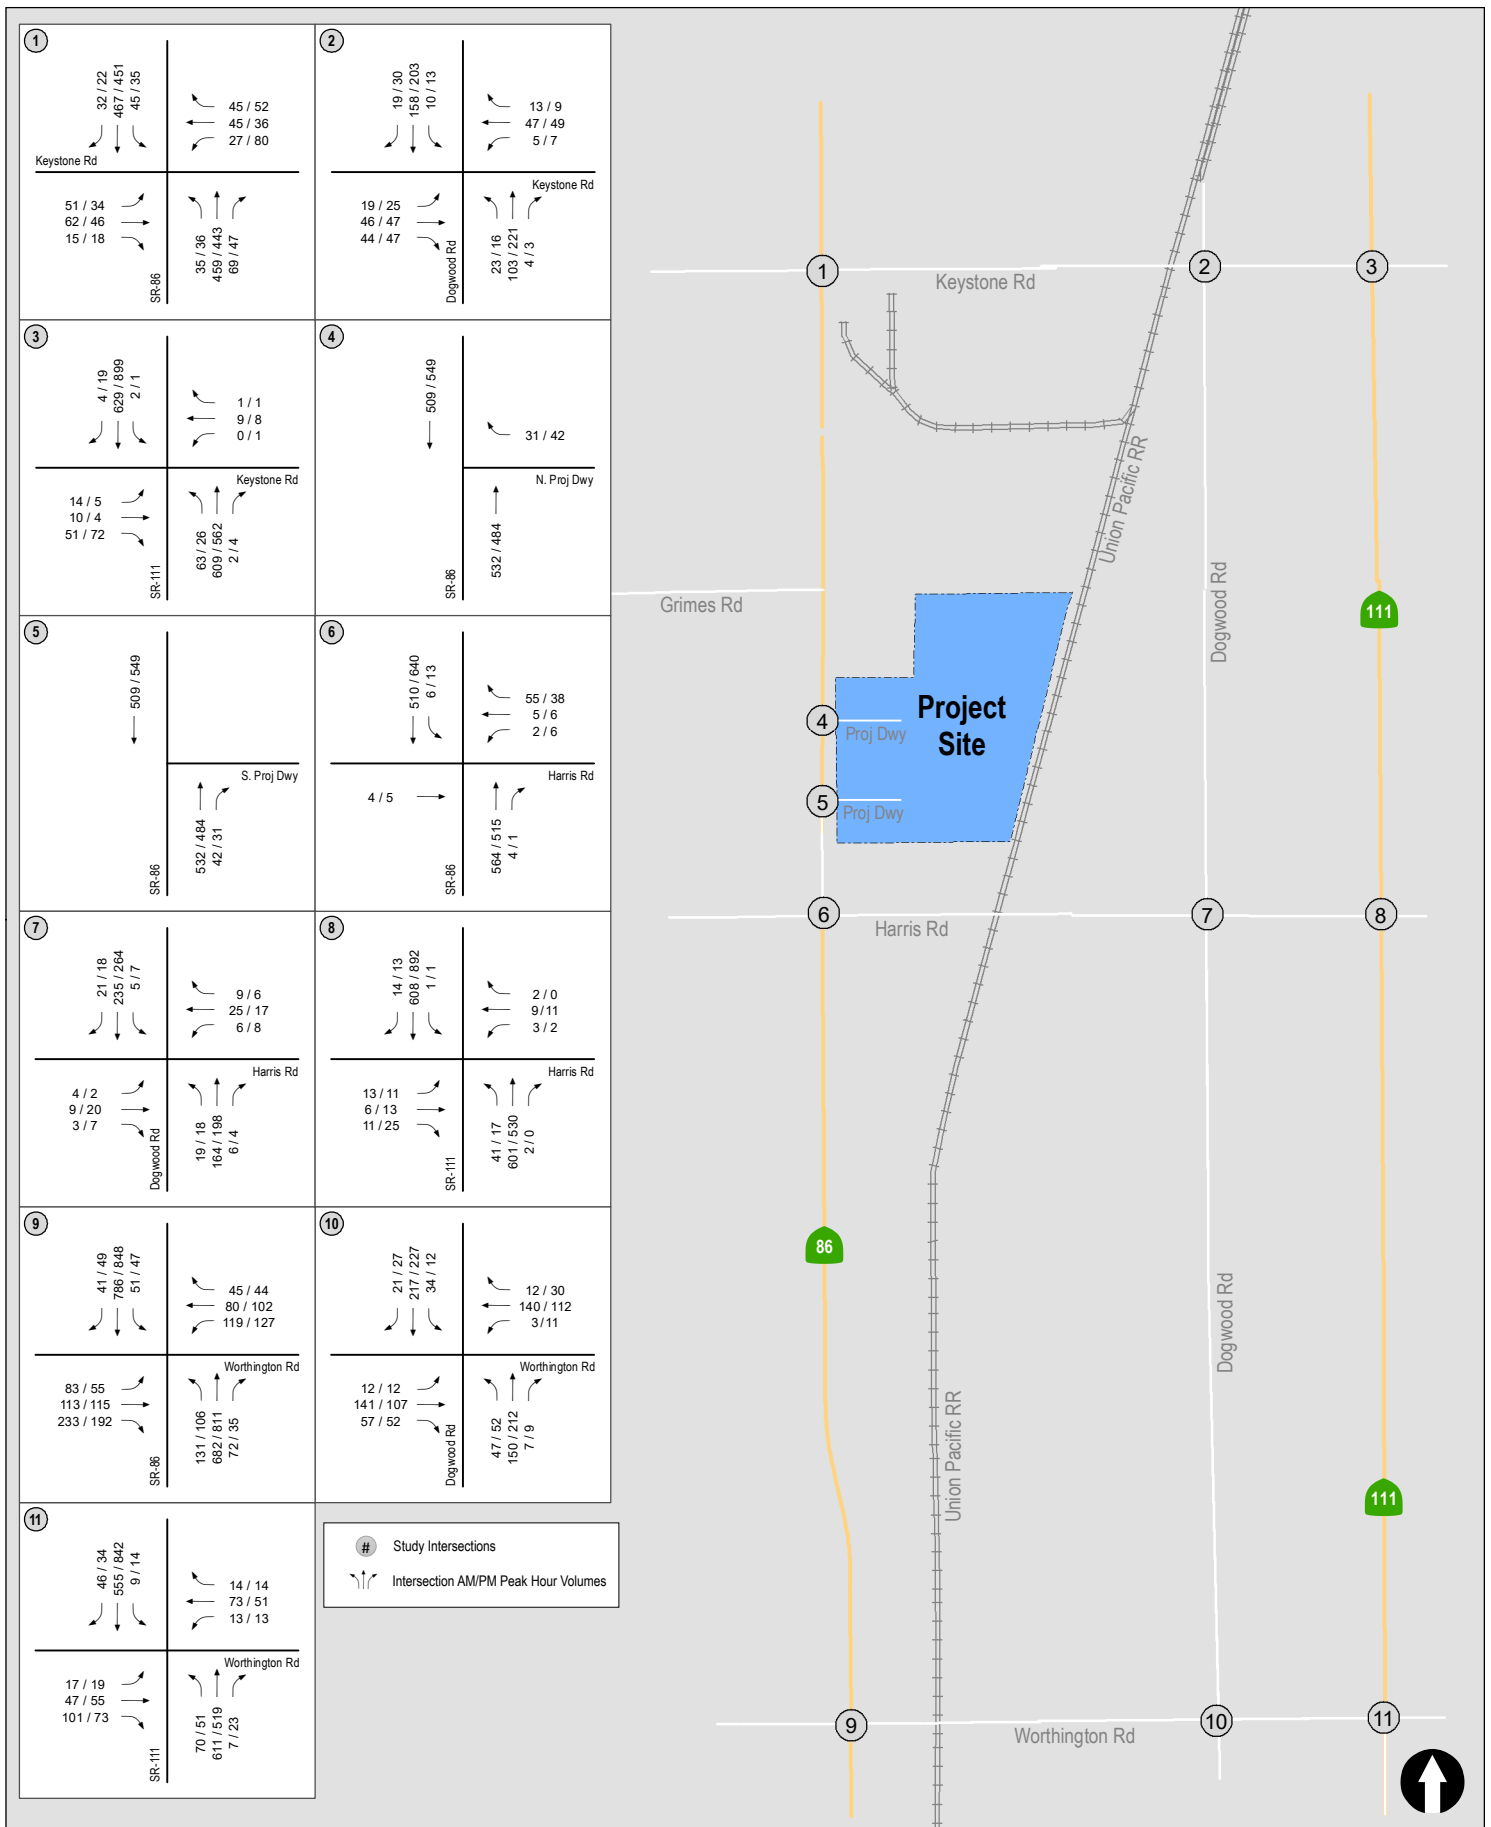 1
32 / 22
467 / 451
45 / 35
45 / 52
45 / 36
27 / 80
Keystone Rd
51 / 34
62 / 46
15 / 18
35 / 36
459 / 443
69 / 47
SR-86
2
19 / 30
158 / 203
10 / 13
13 / 9
47 / 49
5 / 7
Keystone Rd
19 / 25
46 / 47
44 / 47
23 / 16
103 / 221
4 / 3
Dogwood Rd
3
4 / 19
629 / 899
2 / 1
1 / 1
9 / 8
0 / 1
Keystone Rd
14 / 5
10 / 4
51 / 72
63 / 26
609 / 562
2 / 4
SR-111
4
509 / 549
31 / 42
N. Proj Dwy
532 / 484
SR-86
5
509 / 549
S. Proj Dwy
532 / 484
42 / 31
SR-86
6
510 / 640
6 / 13
55 / 38
5 / 6
2 / 6
Harris Rd
4 / 5
564 / 515
4 / 1
SR-86
7
21 / 18
235 / 264
5 / 7
9 / 6
25 / 17
6 / 8
Harris Rd
4 / 2
9 / 20
3 / 7
19 / 18
164 / 198
6 / 4
Dogwood Rd
8
14 / 13
608 / 892
1 / 1
2 / 0
9 / 11
3 / 2
Harris Rd
13 / 11
6 / 13
11 / 25
41 / 17
601 / 530
2 / 0
SR-111
9
41 / 49
786 / 848
51 / 47
45 / 44
80 / 102
119 / 127
Worthington Rd
83 / 55
113 / 115
233 / 192
131 / 106
682 / 811
72 / 35
SR-86
10
21 / 27
217 / 227
34 / 12
12 / 30
140 / 112
3 / 11
Worthington Rd
12 / 12
141 / 107
57 / 52
47 / 52
150 / 212
7 / 9
Dogwood Rd
11
46 / 34
555 / 842
9 / 14
14 / 14
73 / 51
13 / 13
Worthington Rd
17 / 19
47 / 55
101 / 73
70 / 51
611 / 519
7 / 23
SR-111
# Study Intersections
Intersection AM/PM Peak Hour Volumes
1
2
3
Keystone Rd
Union Pacific RR
Grimes Rd
Dogwood Rd
111
Project
Site
4
Proj Dwy
5
Proj Dwy
6
7
8
Harris Rd
86
Dogwood Rd
Union Pacific RR
111
9
10
11
Worthington Rd